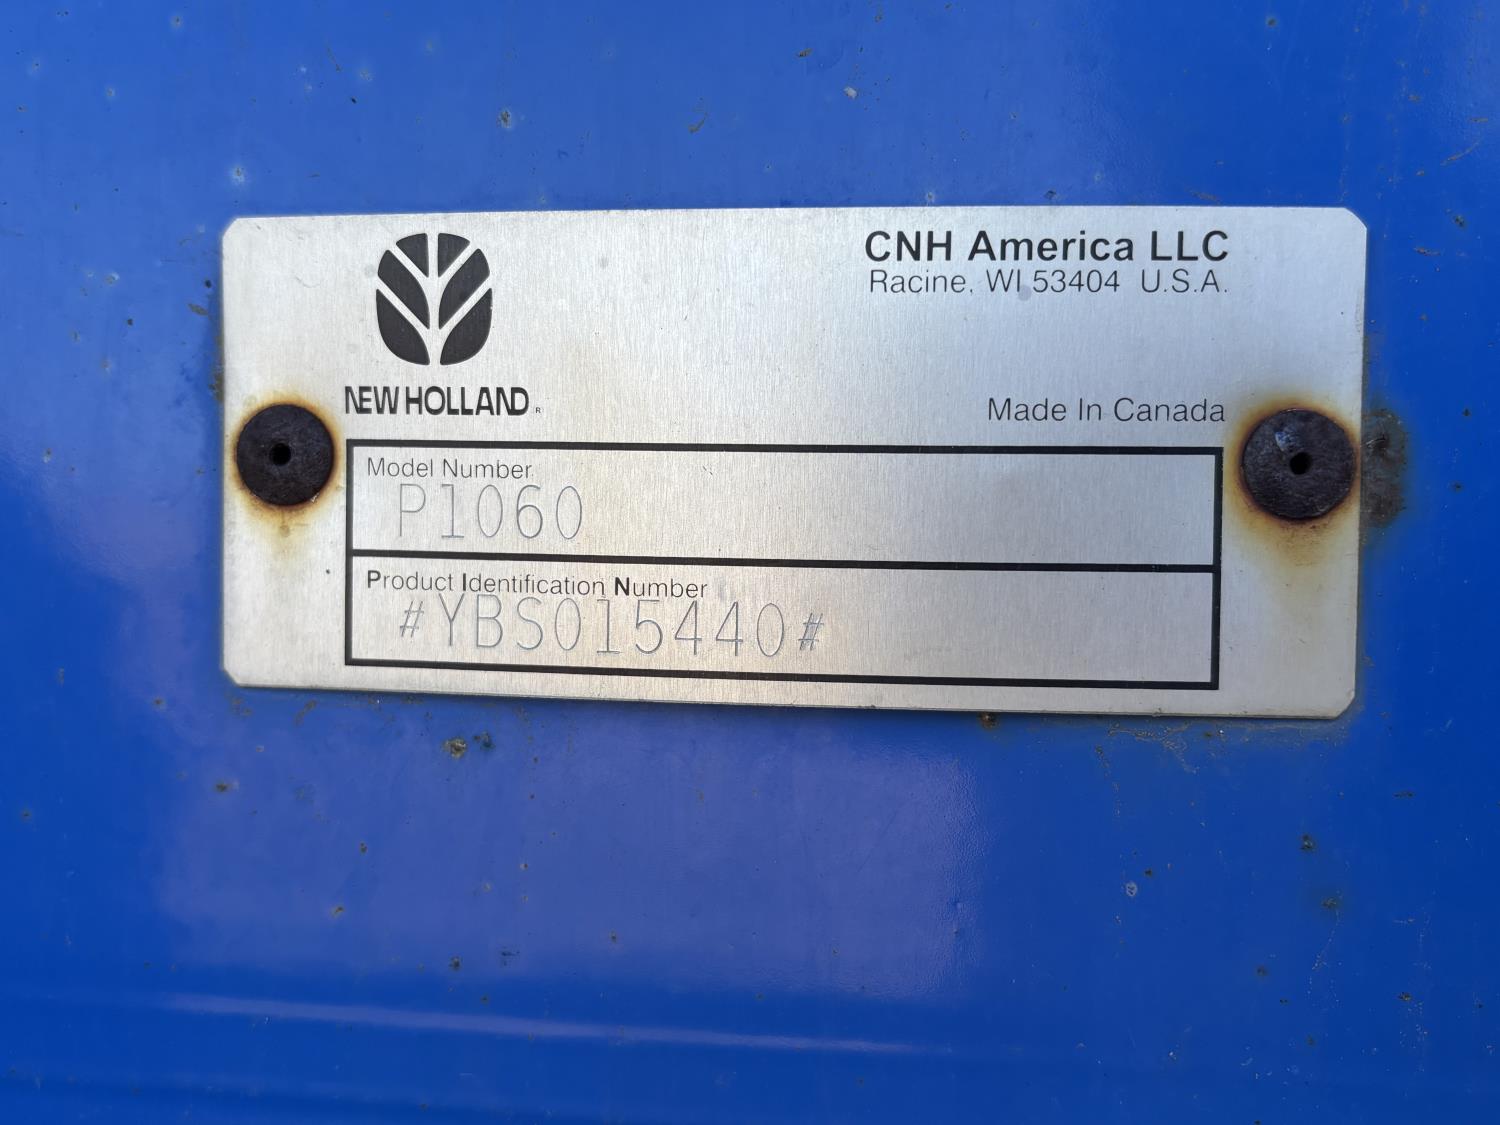 CNH America LLC
Racine, WI 53404 U.S.A.
NEW HOLLAND R
Made In Canada
Model Number
P1060
Product Identification Number
#YBS015440#